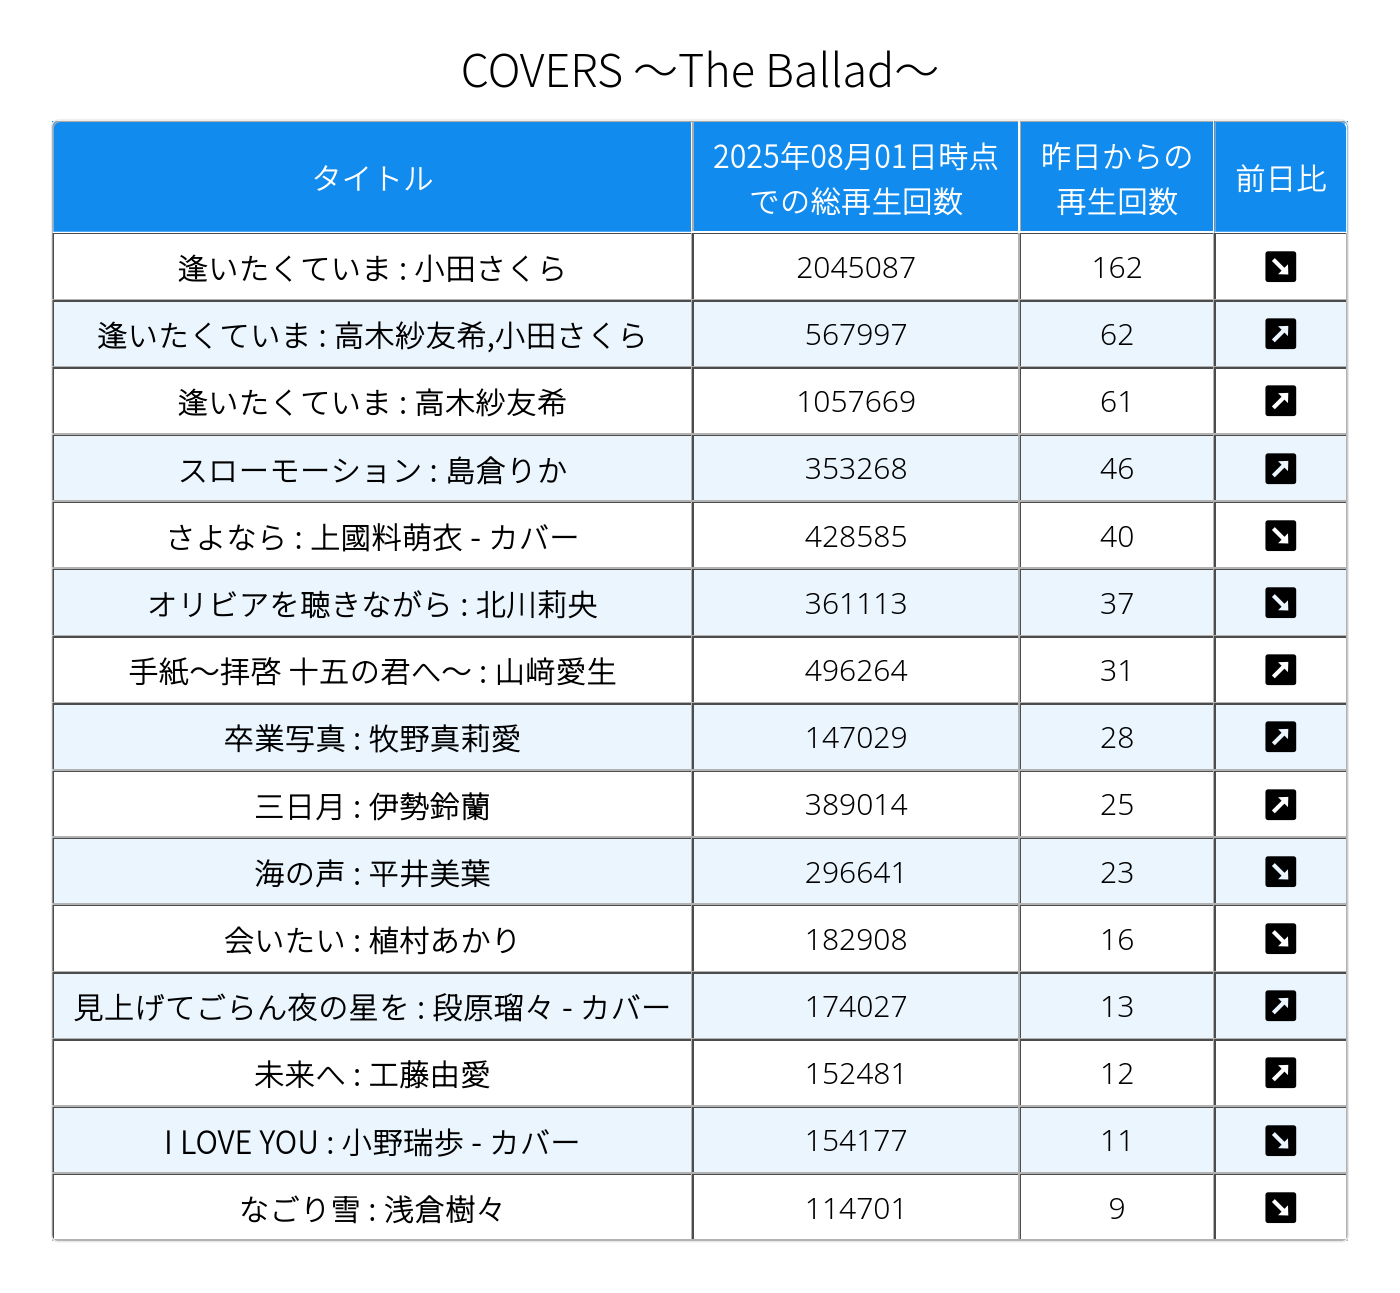 COVERS ～The Ballad～
タイトル 2025年08月01日時点での総再生回数 昨日からの再生回数 前日比
逢いたくていま : 小田さくら 2045087 162 ↘
逢いたくていま : 高木紗友希,小田さくら 567997 62 ↗
逢いたくていま : 高木紗友希 1057669 61 ↗
スローモーション : 島倉りか 353268 46 ↗
さよなら : 上國料萌衣 - カバー 428585 40 ↘
オリビアを聴きながら : 北川莉央 361113 37 ↘
手紙～拝啓 十五の君へ～ : 山﨑愛生 496264 31 ↗
卒業写真 : 牧野真莉愛 147029 28 ↗
三日月 : 伊勢鈴蘭 389014 25 ↗
海の声 : 平井美葉 296641 23 ↘
会いたい : 植村あかり 182908 16 ↘
見上げてごらん夜の星を : 段原瑠々 - カバー 174027 13 ↗
未来へ : 工藤由愛 152481 12 ↗
I LOVE YOU : 小野瑞歩 - カバー 154177 11 ↘
なごり雪 : 浅倉樹々 114701 9 ↘